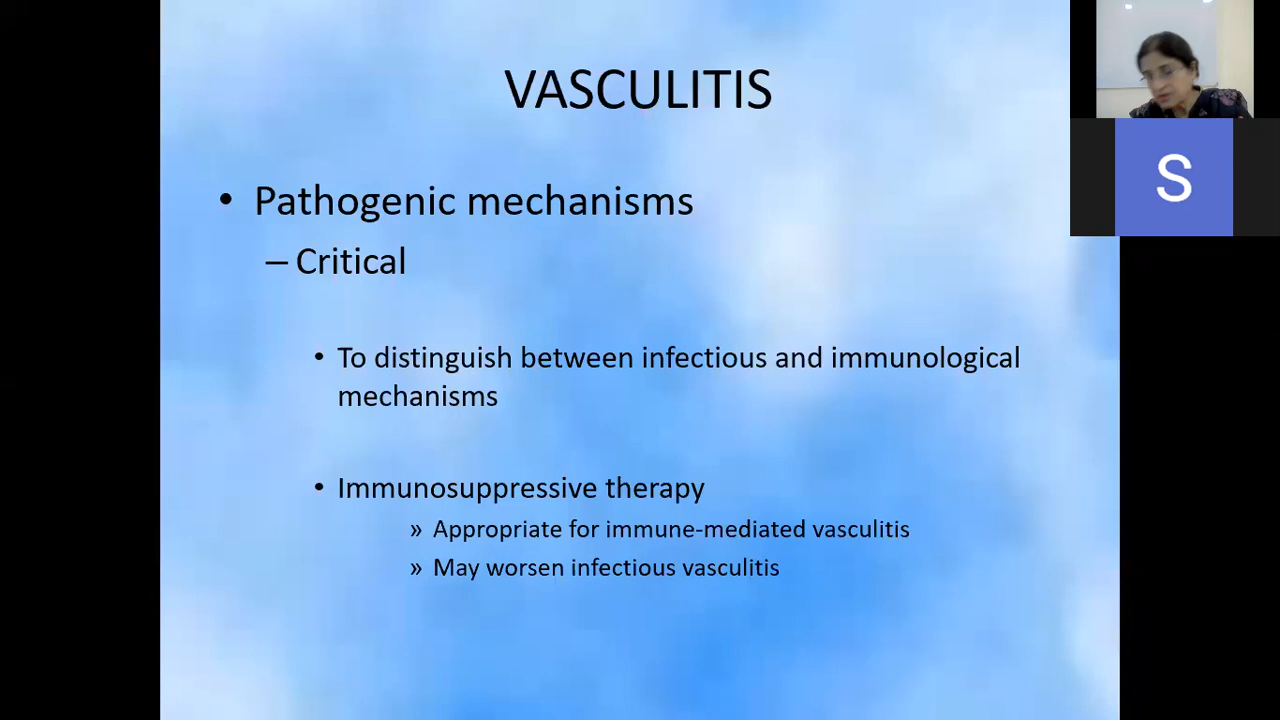 VASCULITIS
• Pathogenic mechanisms
– Critical
• To distinguish between infectious and immunological
mechanisms
• Immunosuppressive therapy
» Appropriate for immune-mediated vasculitis
» May worsen infectious vasculitis
S